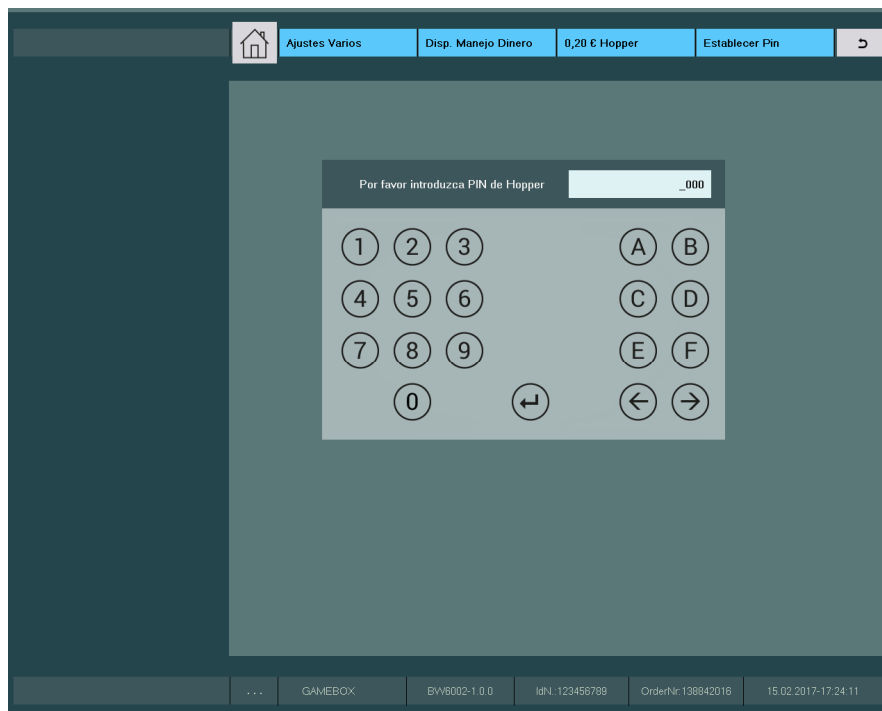 Ajustes Varios Disp. Manejo Dinero 0,20 € Hopper Establecer Pin
Por favor introduzca PIN de Hopper _000
1 2 3 A B
4 5 6 C D
7 8 9 E F
0
... GAMEBOX BW6002-1.0.0 IdN.:123456789 OrderNr:138842016 15.02.2017-17:24:11